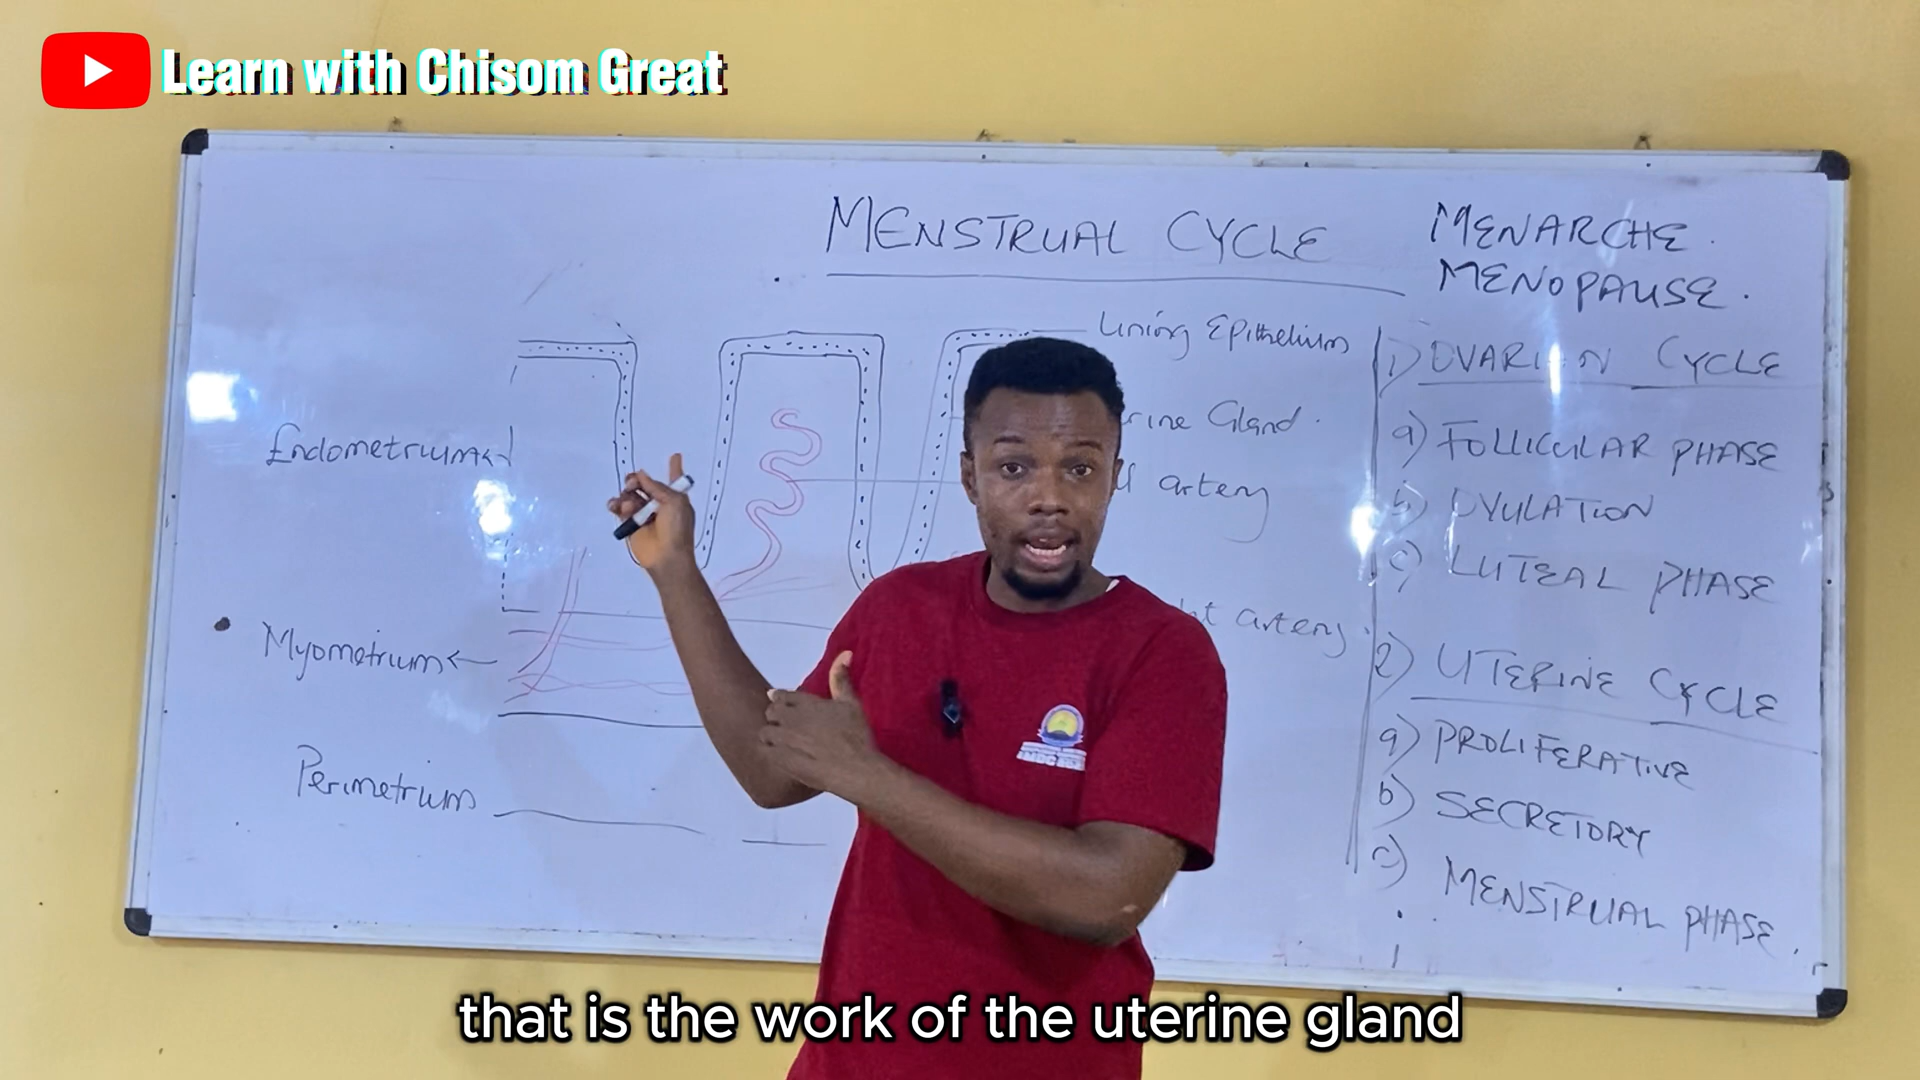 Learn with Chisom Great
MENSTRUAL CYCLE
MENARCHE.
MENOPAUSE.
Lining Epithelium
Gland.
artery
artery.
Endometrium
Myometrium
Perimetrium
1) OVARIAN CYCLE
a) FOLLICULAR PHASE
b) OVULATION
c) LUTEAL PHASE
2) UTERINE CYCLE
a) PROLIFERATIVE
b) SECRETORY
c) MENSTRUAL PHASE.
that is the work of the uterine gland